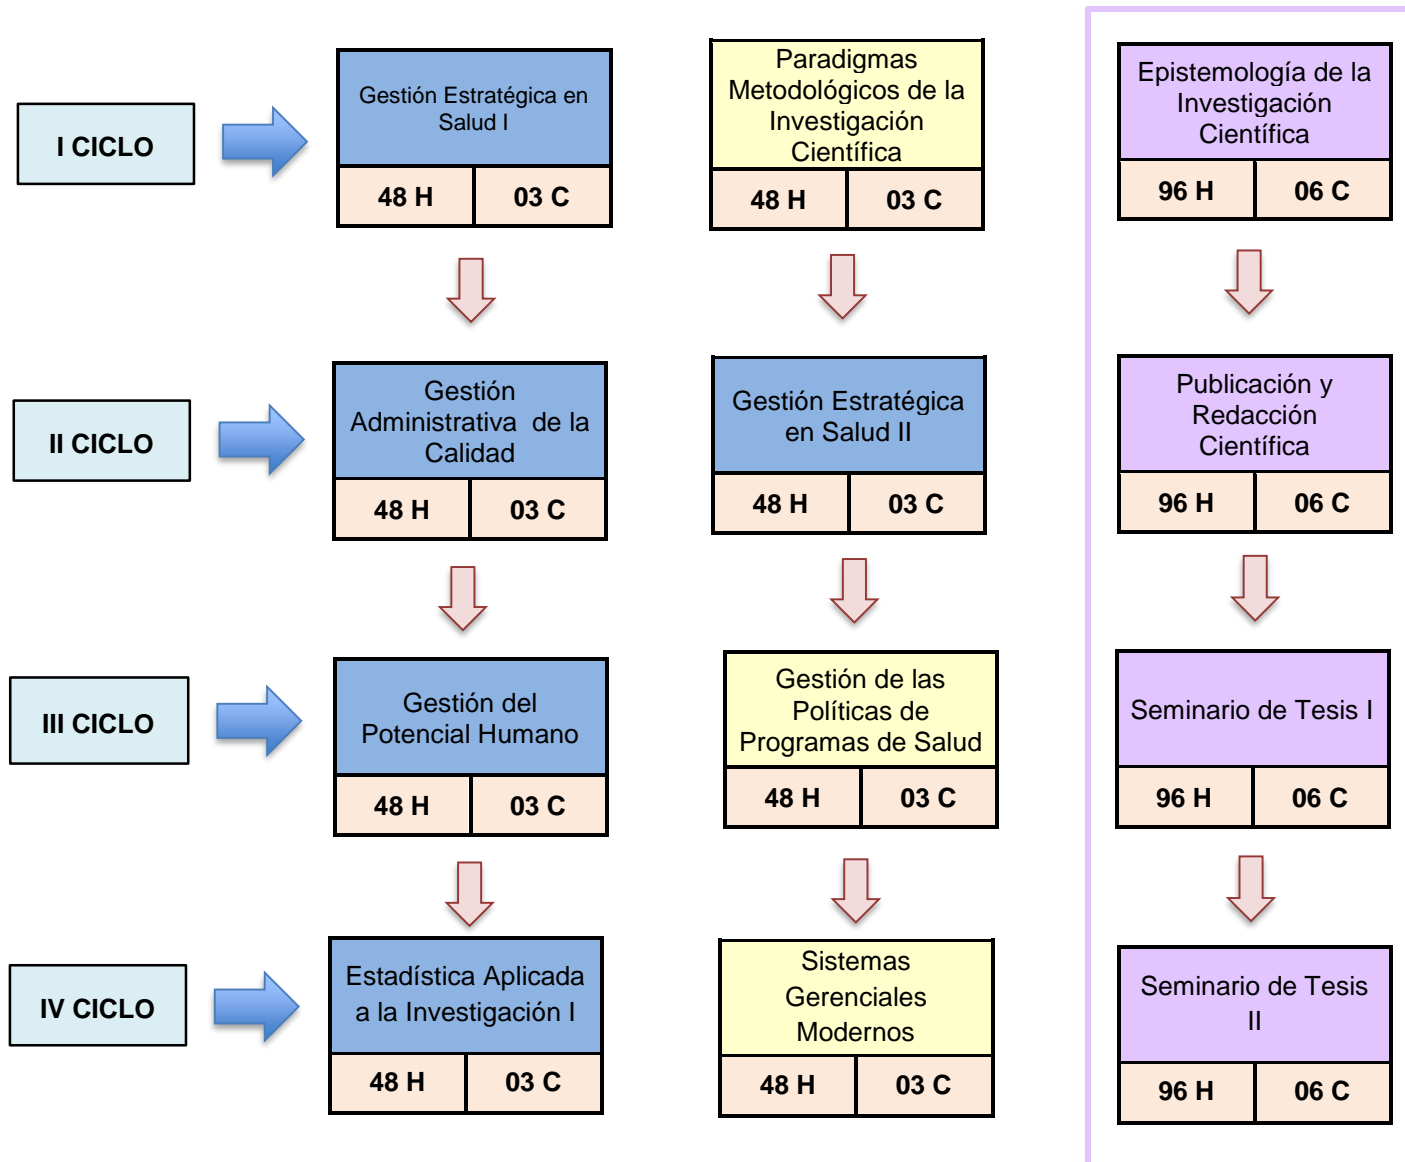 I CICLO
Gestión Estratégica en
Salud I
48 H
03 C
Paradigmas
Metodológicos de la
Investigación
Científica
48 H
03 C
Epistemología de la
Investigación
Científica
96 H
06 C
II CICLO
Gestión
Administrativa  de la
Calidad
48 H
03 C
Gestión Estratégica
en Salud II
48 H
03 C
Publicación y
Redacción
Científica
96 H
06 C
III CICLO
Gestión del
Potencial Humano
48 H
03 C
Gestión de las
Políticas de
Programas de Salud
48 H
03 C
Seminario de Tesis I
96 H
06 C
IV CICLO
Estadística Aplicada
a la Investigación I
48 H
03 C
Sistemas
Gerenciales
Modernos
48 H
03 C
Seminario de Tesis
II
96 H
06 C